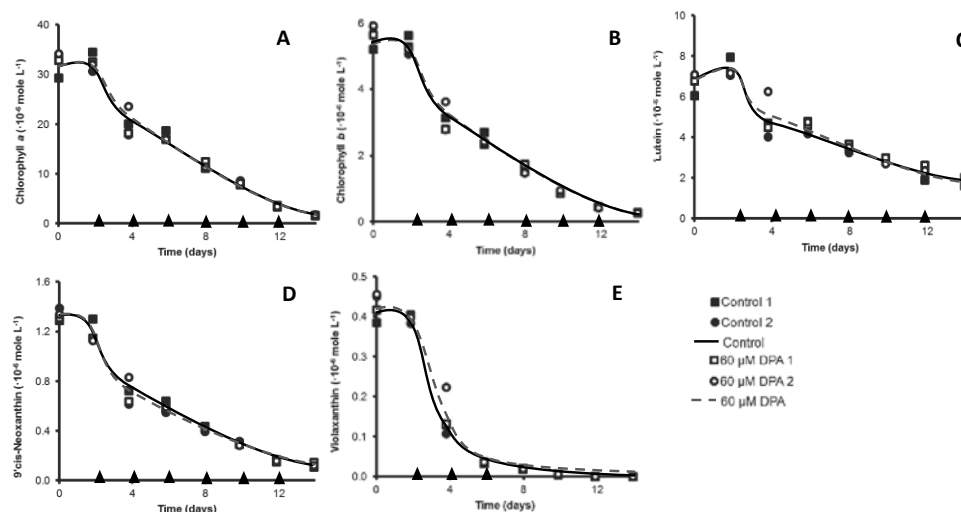 A
Chlorophyll a (·10⁻⁶ mole L⁻¹)
40
30
20
10
0
0 4 8 12
Time (days)
B
Chlorophyll b (·10⁻⁶ mole L⁻¹)
6
4
2
0
0 4 8 12
Time (days)
C
Lutein (·10⁻⁶ mole L⁻¹)
10
8
6
4
2
0
0 4 8 12
Time (days)
D
9'cis-Neoxanthin (·10⁻⁶ mole L⁻¹)
1.6
1.2
0.8
0.4
0.0
0 4 8 12
Time (days)
E
Violaxanthin (·10⁻⁶ mole L⁻¹)
0.5
0.4
0.3
0.2
0.1
0.0
0 4 8 12
Time (days)
Control 1
Control 2
Control
60 µM DPA 1
60 µM DPA 2
60 µM DPA